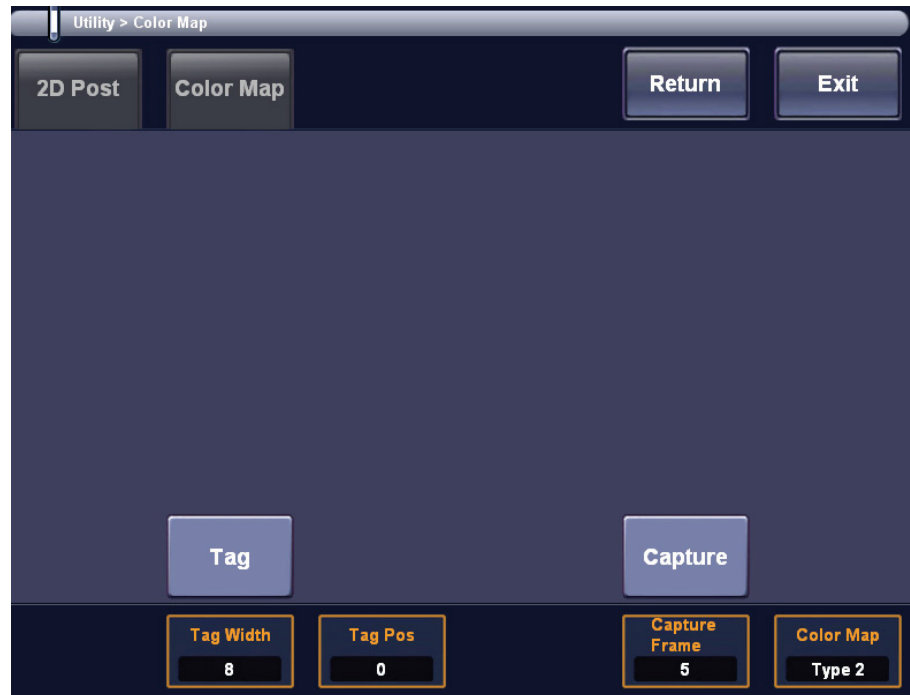 Utility > Color Map
2D Post
Color Map
Return
Exit
Tag
Capture
Tag Width
8
Tag Pos
0
Capture
Frame
5
Color Map
Type 2